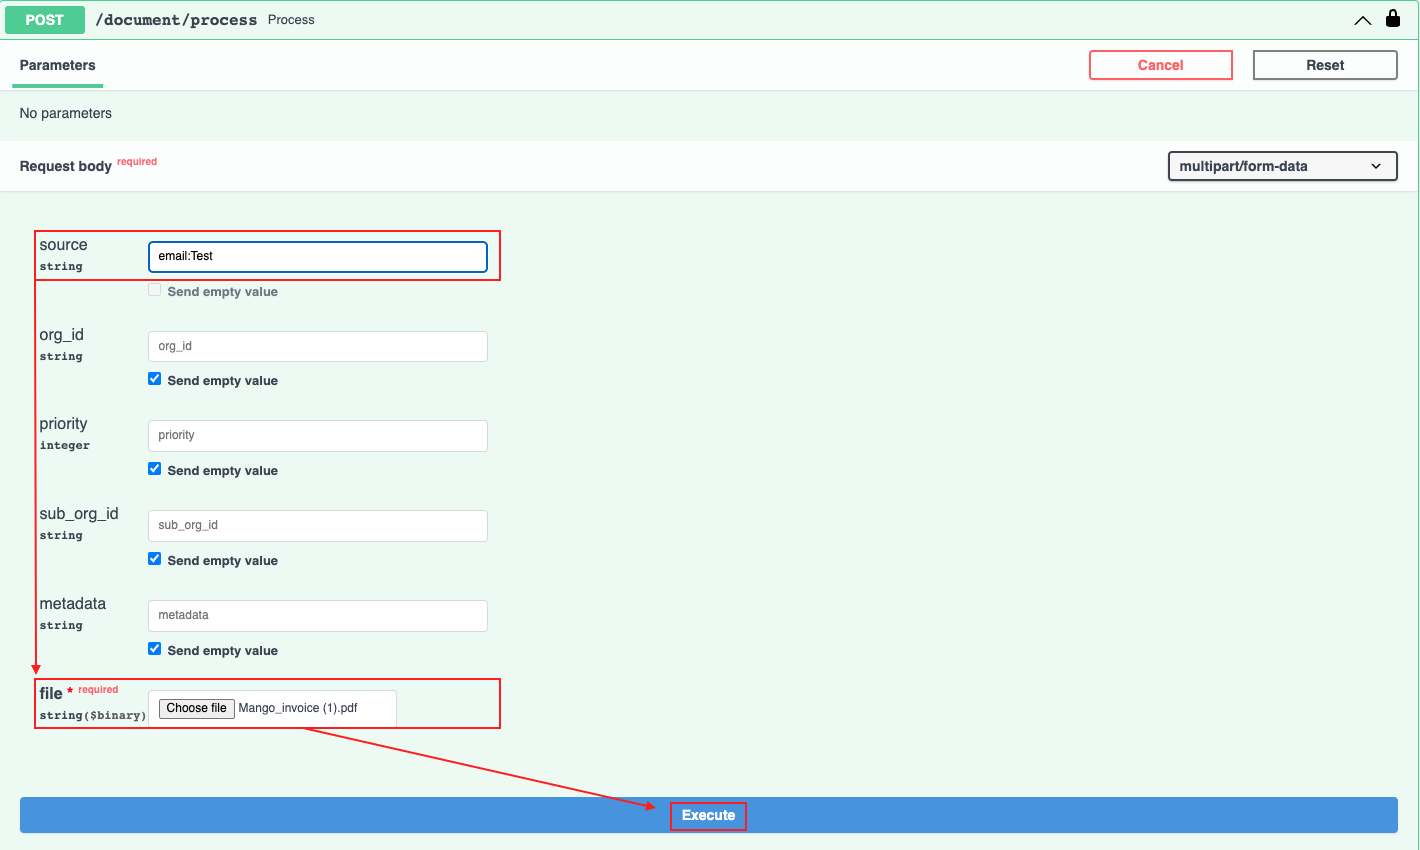 POST /document/process Process
Parameters Cancel Reset
No parameters
Request body required multipart/form-data
source email:Test
string
Send empty value
org_id org_id
string
Send empty value
priority priority
integer
Send empty value
sub_org_id sub_org_id
string
Send empty value
metadata metadata
string
Send empty value
file * required
string($binary) Choose file Mango_invoice (1).pdf
Execute